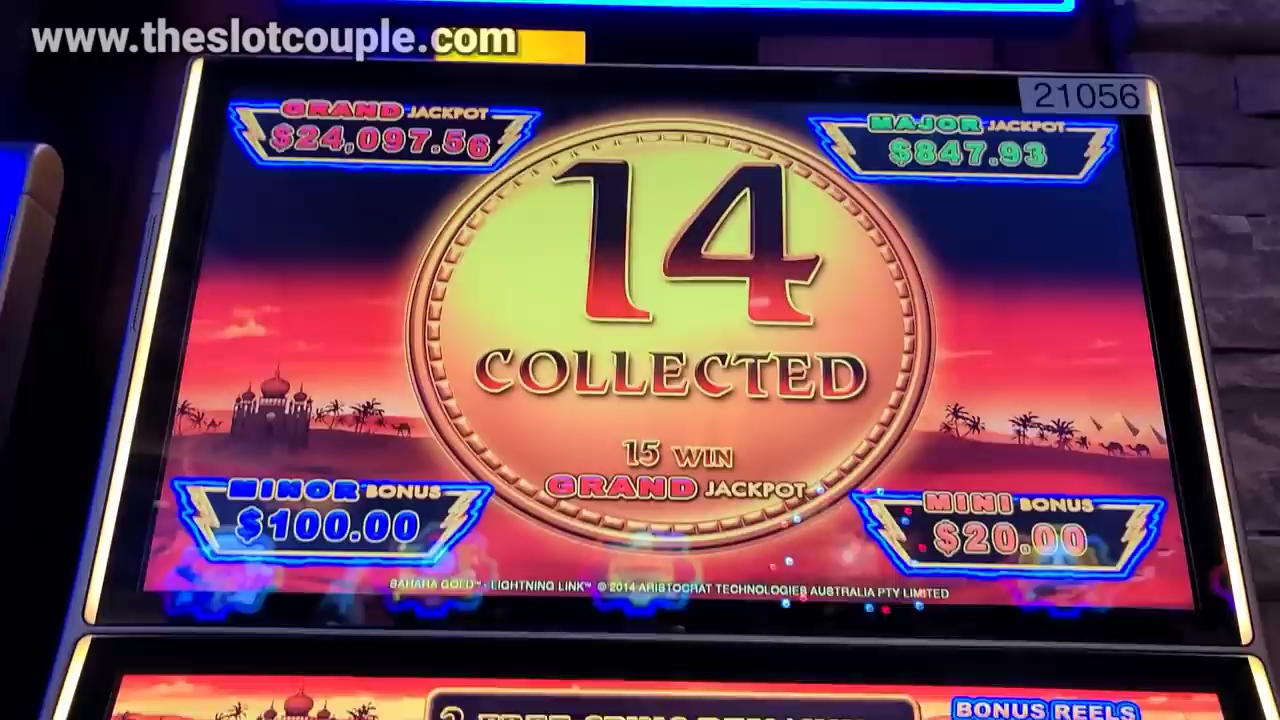 www.theslotcouple.com
21056
GRAND JACKPOT
$24,097.56
MAJOR JACKPOT
$847.93
14
COLLECTED
15 WIN
GRAND JACKPOT
MINOR BONUS
$100.00
MINI BONUS
$20.00
SAHARA GOLD™ - LIGHTNING LINK™ © 2014 ARISTOCRAT TECHNOLOGIES AUSTRALIA PTY LIMITED
FREE SPINS
BONUS REELS